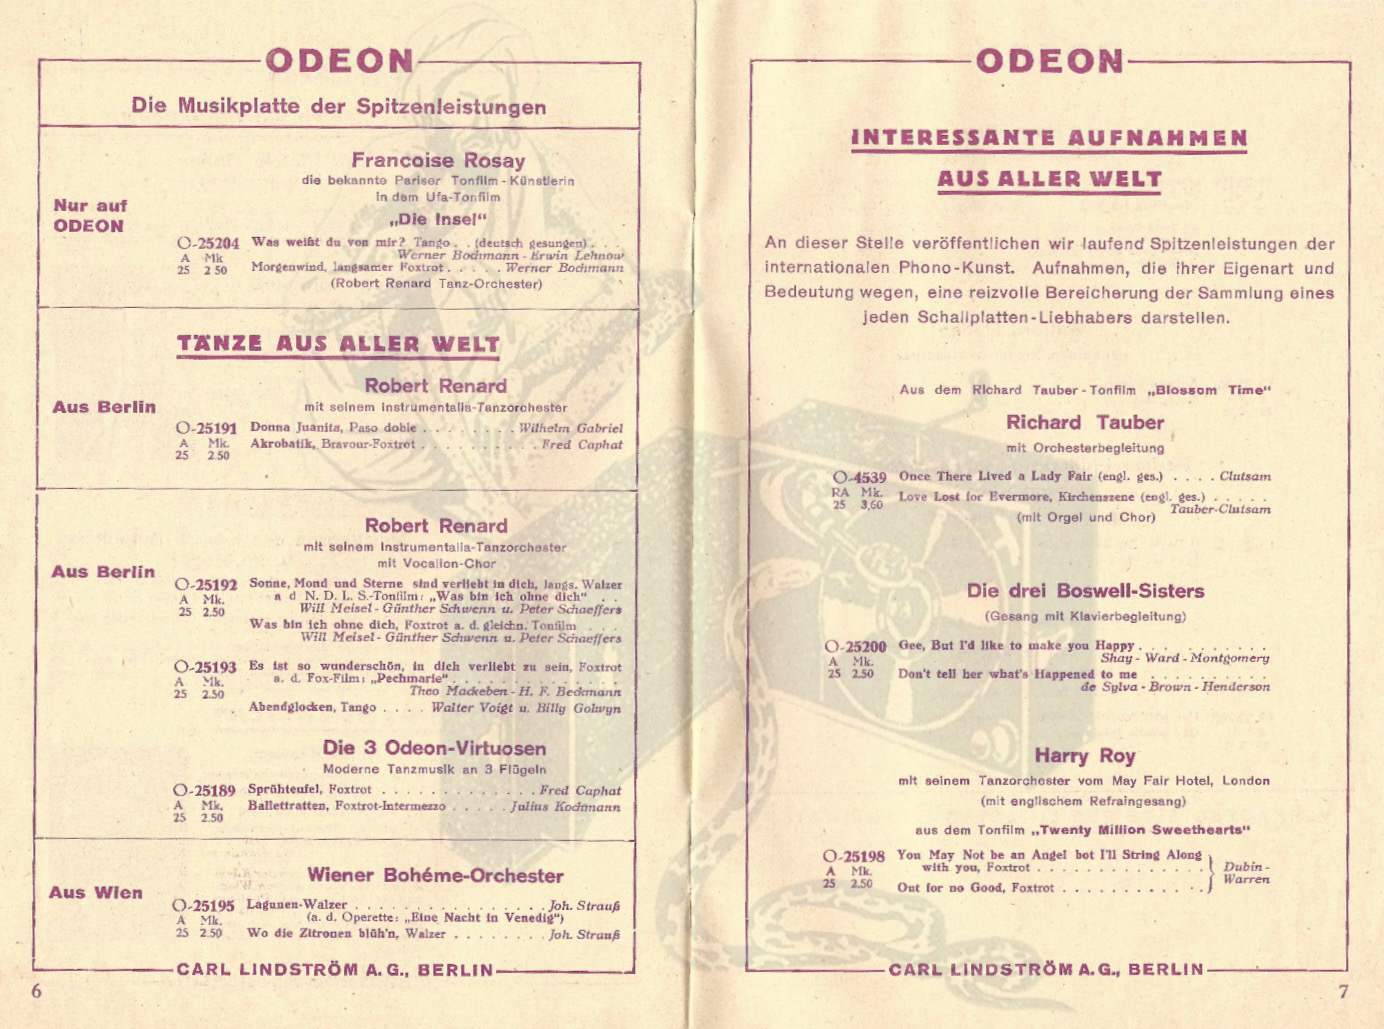 ODEON
Die Musikplatte der Spitzenleistungen
Nur auf
ODEON
Francoise Rosay
die bekannte Pariser Tonfilm-Künstlerin
in dem Ufa-Tonfilm
„Die Insel“
O-25204 Was weißt du von mir? Tango . . (deutsch gesungen) . . .
A Mk Werner Bochmann - Erwin Lehnow
25 2 50 Morgenwind, langsamer Foxtrot . . . . . Werner Bochmann
(Robert Renard Tanz-Orchester)
TÄNZE AUS ALLER WELT
Aus Berlin
Robert Renard
mit seinem Instrumentalia-Tanzorchester
O-25191 Donna Juanita, Paso doble . . . . . . . . Wilhelm Gabriel
A Mk. Akrobatik, Bravour-Foxtrot . . . . . . . . . . Fred Caphat
25 2.50
Aus Berlin
Robert Renard
mit seinem Instrumentalia-Tanzorchester
mit Vocalion-Chor
O-25192 Sonne, Mond und Sterne sind verliebt in dich, langs. Walzer
A Mk. a d N. D. L. S.-Tonfilm: „Was bin ich ohne dich“ . .
25 2.50 Will Meisel - Günther Schwenn u. Peter Schaeffers
Was bin ich ohne dich, Foxtrot a. d. gleichn. Tonfilm . . .
Will Meisel - Günther Schwenn u. Peter Schaeffers
O-25193 Es ist so wunderschön, in dich verliebt zu sein, Foxtrot
A Mk. a. d. Fox-Film: „Pechmarie“ . . . . . . . . . . . . . .
25 2.50 Theo Mackeben - H. F. Beckmann
Abendglocken, Tango . . . . Walter Voigt u. Billy Golwyn
Die 3 Odeon-Virtuosen
Moderne Tanzmusik an 3 Flügeln
O-25189 Sprühteufel, Foxtrot . . . . . . . . . . . . . Fred Caphat
A Mk. Ballettratten, Foxtrot-Intermezzo . . . . . Julius Kochmann
25 2.50
Aus Wien
Wiener Bohéme-Orchester
O-25195 Lagunen-Walzer . . . . . . . . . . . . . . . . Joh. Strauß
A Mk. (a. d. Operette: „Eine Nacht in Venedig“)
25 2.50 Wo die Zitronen blüh'n, Walzer . . . . . . . . Joh. Strauß
CARL LINDSTRÖM A.G., BERLIN
6
ODEON
INTERESSANTE AUFNAHMEN
AUS ALLER WELT
An dieser Stelle veröffentlichen wir laufend Spitzenleistungen der
internationalen Phono-Kunst. Aufnahmen, die ihrer Eigenart und
Bedeutung wegen, eine reizvolle Bereicherung der Sammlung eines
jeden Schallplatten-Liebhabers darstellen.
Aus dem Richard Tauber-Tonfilm „Blossom Time“
Richard Tauber
mit Orchesterbegleitung
O-4539 Once There Lived a Lady Fair (engl. ges.) . . . . Clutsam
RA Mk. Love Lost for Evermore, Kirchenszene (engl. ges.) . . . . .
25 3,60 Tauber-Clutsam
(mit Orgel und Chor)
Die drei Boswell-Sisters
(Gesang mit Klavierbegleitung)
O-25200 Gee, But I'd like to make you Happy . . . . . . . . . .
A Mk. Shay - Ward - Montgomery
25 2.50 Don't tell her what's Happened to me . . . . . . . . .
de Sylva - Brown - Henderson
Harry Roy
mit seinem Tanzorchester vom May Fair Hotel, London
(mit englischem Refraingesang)
aus dem Tonfilm „Twenty Million Sweethearts“
O-25198 You May Not be an Angel bot I'll String Along
A Mk. with you, Foxtrot . . . . . . . . . . . . . Dubin-
25 2.50 Out for no Good, Foxtrot . . . . . . . . . . . Warren
CARL LINDSTRÖM A.G., BERLIN
7